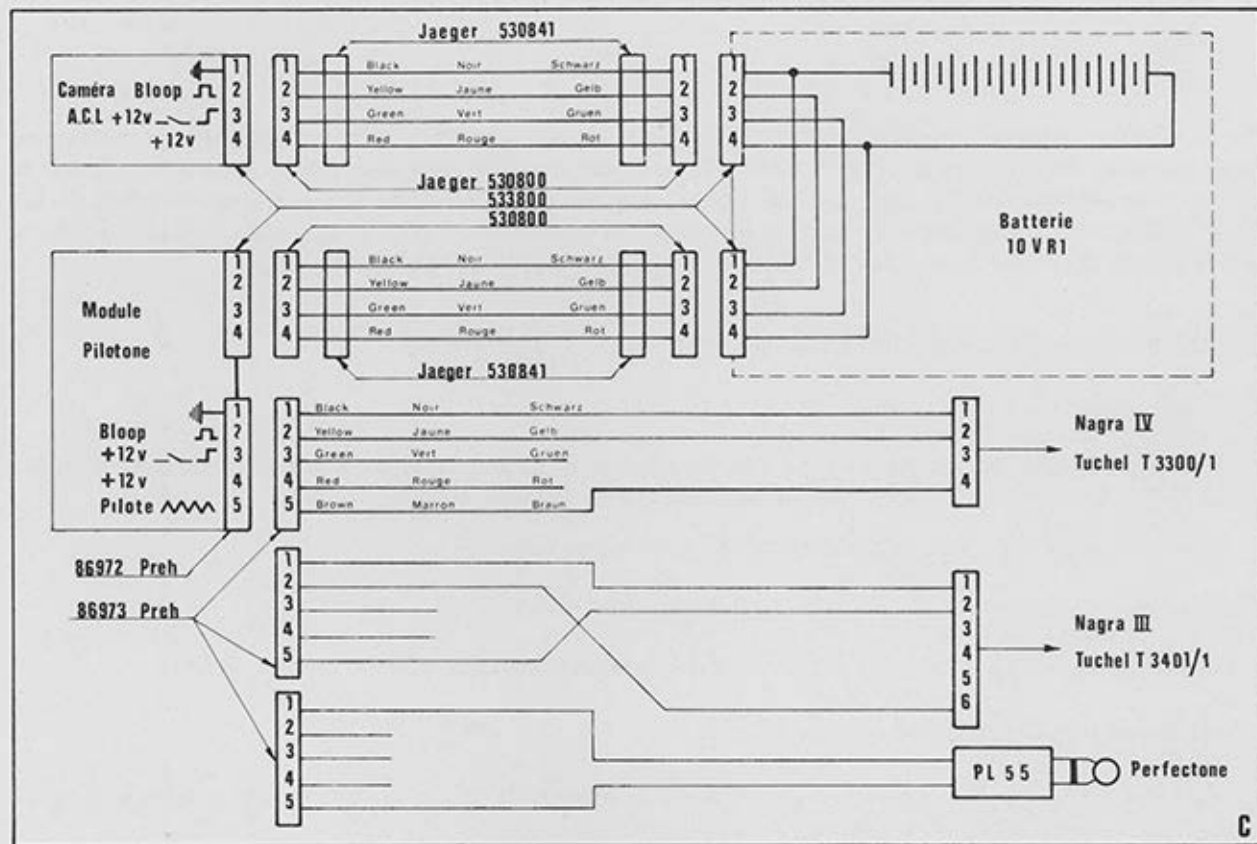 Jaeger 530841
Caméra Bloop
A.C.L +12v
+12v
1
2
3
4
1
2
3
4
Black Noir Schwarz
Yellow Jaune Gelb
Green Vert Gruen
Red Rouge Rot
1
2
3
4
1
2
3
4
Jaeger 530800
533800
530800
Batterie
10 V R1
Module
Pilotone
1
2
3
4
1
2
3
4
Black Noir Schwarz
Yellow Jaune Gelb
Green Vert Gruen
Red Rouge Rot
1
2
3
4
1
2
3
4
Jaeger 530841
Bloop
+12v
+12v
Pilote
1
2
3
4
5
1
2
3
4
5
Black Noir Schwarz
Yellow Jaune Gelb
Green Vert Gruen
Red Rouge Rot
Brown Marron Braun
1
2
3
4
Nagra IV
Tuchel T 3300/1
86972 Preh
86973 Preh
1
2
3
4
5
1
2
3
4
5
6
Nagra III
Tuchel T 3401/1
1
2
3
4
5
PL 55
Perfectone
C